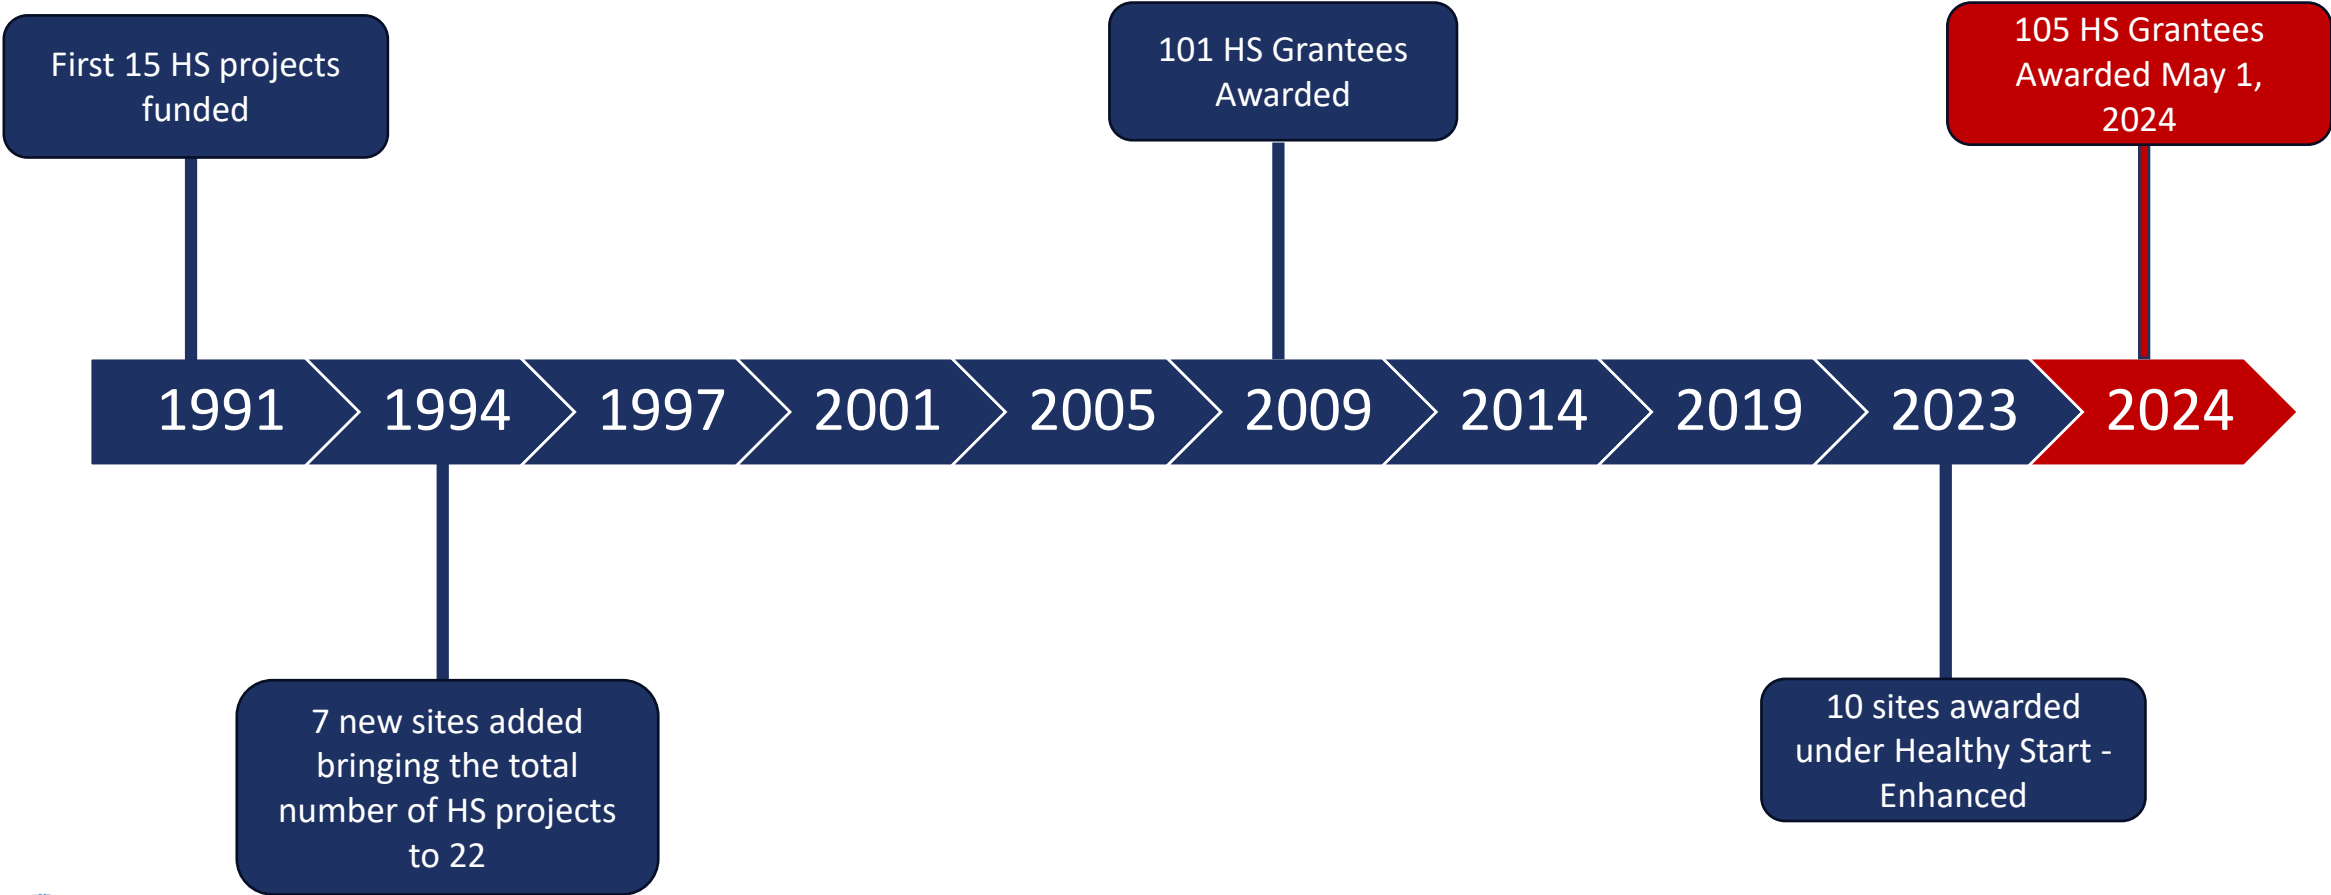 First 15 HS projects
funded
101 HS Grantees
Awarded
105 HS Grantees
Awarded May 1,
2024
1991
1994
1997
2001
2005
2009
2014
2019
2023
2024
7 new sites added
bringing the total
number of HS projects
to 22
10 sites awarded
under Healthy Start -
Enhanced